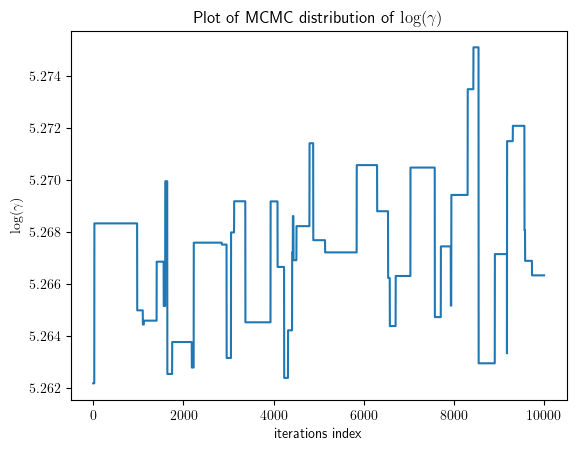 Plot of MCMC distribution of log(γ)
log(γ)
5.274
5.272
5.270
5.268
5.266
5.264
5.262
0 2000 4000 6000 8000 10000
iterations index